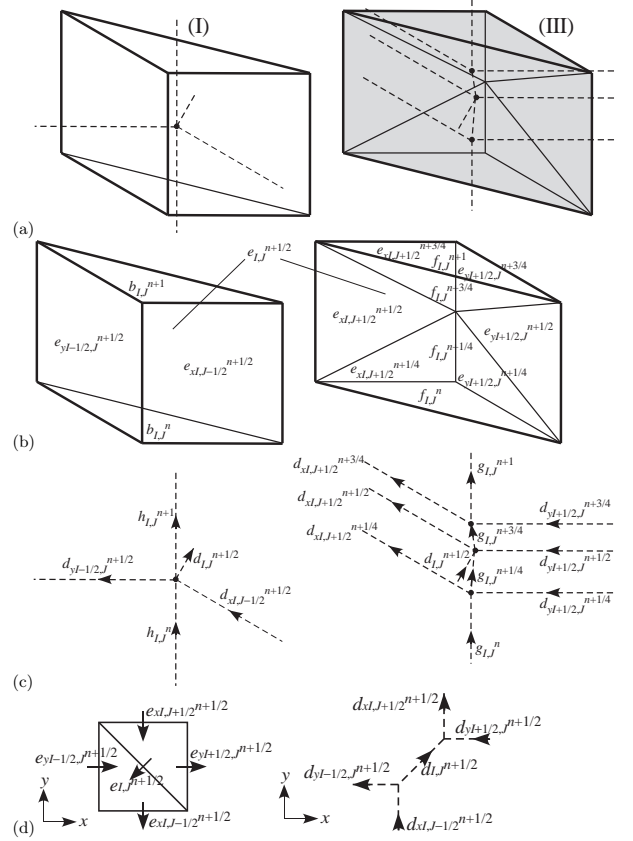 (I)
(III)
(a)
e_{I,J}^{n+1/2}
b_{I,J}^{n+1}
e_{yI−1/2,J}^{n+1/2}
e_{xI,J−1/2}^{n+1/2}
b_{I,J}^{n}
e_{xI,J+1/2}^{n+3/4}
f_{I,J}^{n+1}
e_{yI+1/2,J}^{n+3/4}
f_{I,J}^{n+3/4}
e_{xI,J+1/2}^{n+1/2}
e_{yI+1/2,J}^{n+1/2}
f_{I,J}^{n+1/4}
e_{xI,J+1/2}^{n+1/4}
e_{yI+1/2,J}^{n+1/4}
f_{I,J}^{n}
(b)
h_{I,J}^{n+1}
d_{I,J}^{n+1/2}
d_{yI−1/2,J}^{n+1/2}
d_{xI,J−1/2}^{n+1/2}
h_{I,J}^{n}
d_{xI,J+1/2}^{n+3/4}
g_{I,J}^{n+1}
d_{xI,J+1/2}^{n+1/2}
d_{yI+1/2,J}^{n+3/4}
d_{xI,J+1/2}^{n+1/4}
g_{I,J}^{n+3/4}
d_{I,J}^{n+1/2}
d_{yI+1/2,J}^{n+1/2}
g_{I,J}^{n+1/4}
d_{yI+1/2,J}^{n+1/4}
g_{I,J}^{n}
(c)
e_{xI,J+1/2}^{n+1/2}
e_{yI−1/2,J}^{n+1/2}
e_{yI+1/2,J}^{n+1/2}
e_{I,J}^{n+1/2}
e_{xI,J−1/2}^{n+1/2}
y
x
d_{xI,J+1/2}^{n+1/2}
d_{yI+1/2,J}^{n+1/2}
d_{I,J}^{n+1/2}
d_{yI−1/2,J}^{n+1/2}
d_{xI,J−1/2}^{n+1/2}
y
x
(d)